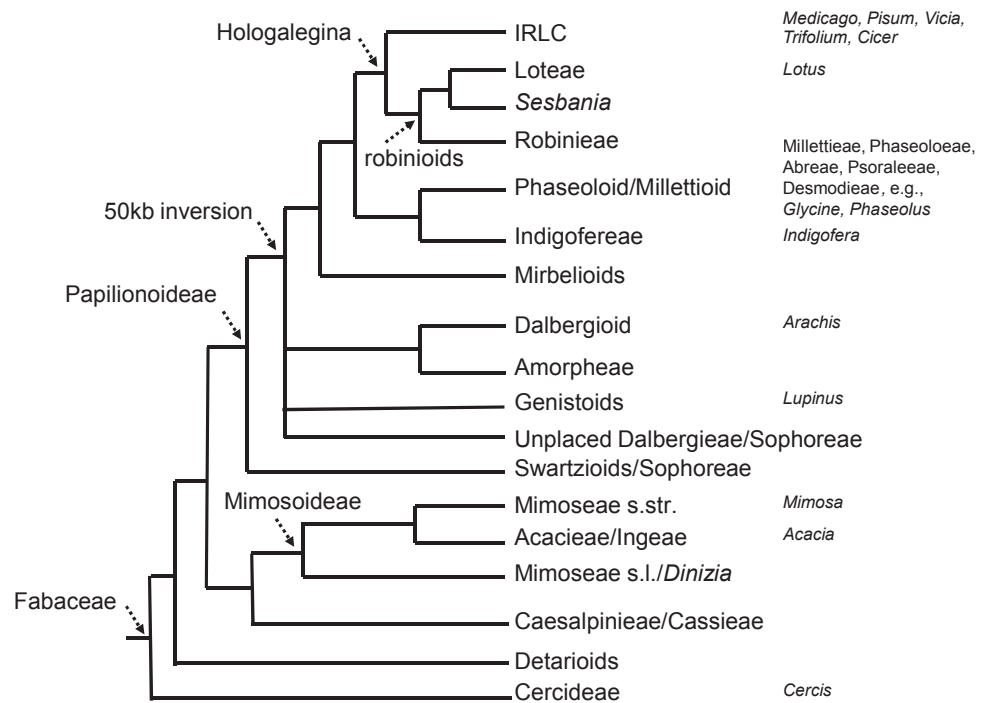 Hologalegina
IRLC
Medicago, Pisum, Vicia,
Trifolium, Cicer
Loteae
Lotus
Sesbania
Robinieae
robinioids
Millettieae, Phaseoloeae,
Abreae, Psoraleeae,
Desmodieae, e.g.,
Glycine, Phaseolus
Phaseoloid/Millettioid
50kb inversion
Indigofereae
Indigofera
Mirbelioids
Papilionoideae
Dalbergioid
Arachis
Amorpheae
Genistoids
Lupinus
Unplaced Dalbergieae/Sophoreae
Swartzioids/Sophoreae
Mimosoideae
Mimoseae s.str.
Mimosa
Acacieae/Ingeae
Acacia
Mimoseae s.l./Dinizia
Fabaceae
Caesalpinieae/Cassieae
Detarioids
Cercideae
Cercis